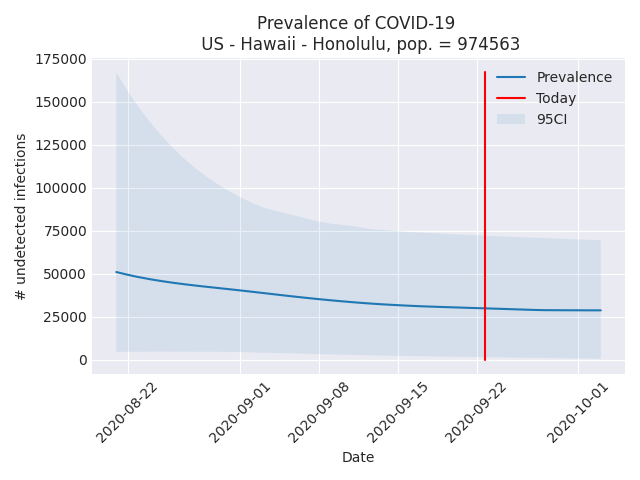 Prevalence of COVID-19
US - Hawaii - Honolulu, pop. = 974563
Prevalence
Today
95CI
# undetected infections
175000
150000
125000
100000
75000
50000
25000
0
2020-08-22
2020-09-01
2020-09-08
2020-09-15
2020-09-22
2020-10-01
Date